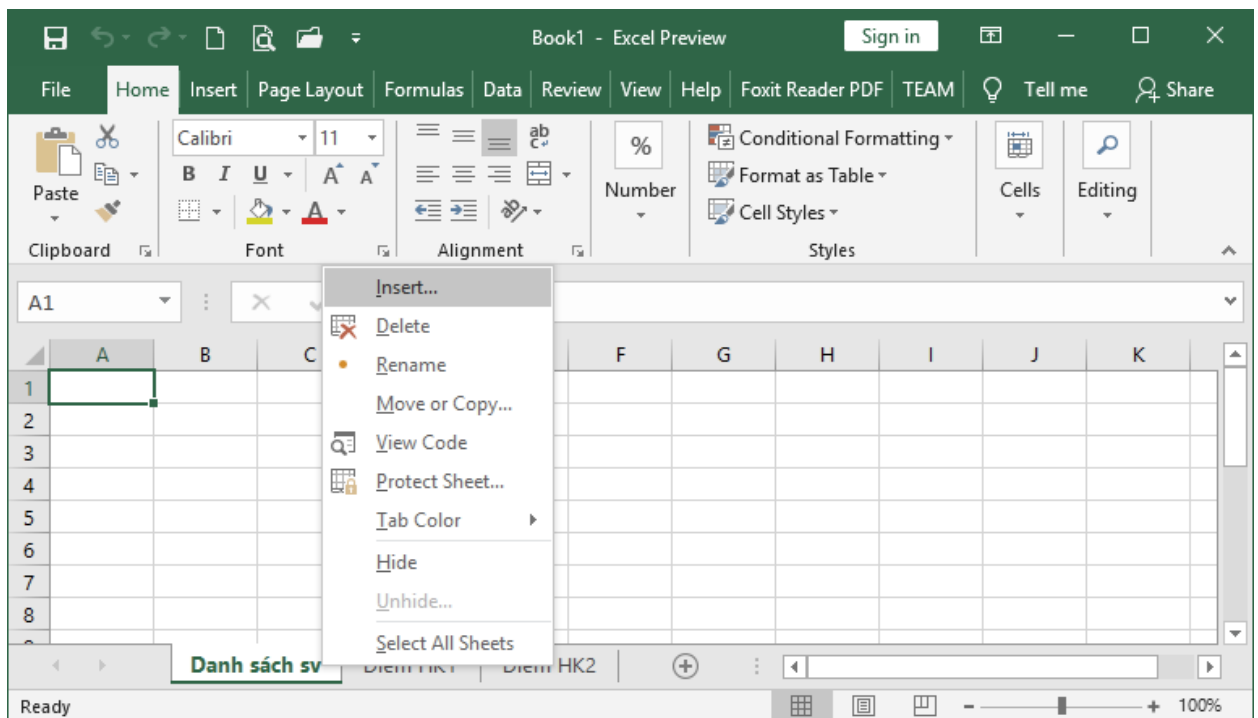 Book1 - Excel Preview Sign in
File Home Insert Page Layout Formulas Data Review View Help Foxit Reader PDF TEAM Tell me Share
Paste
Clipboard
Calibri 11
B I U A A A
Font
ab
c
Alignment
%
Number
Conditional Formatting
Format as Table
Cell Styles
Styles
Cells
Editing
A1
Insert...
Delete
Rename
Move or Copy...
View Code
Protect Sheet...
Tab Color
Hide
Unhide...
Select All Sheets
A B C F G H I J K
1
2
3
4
5
6
7
8
Danh sách sv Điểm HK1 Điểm HK2
Ready 100%